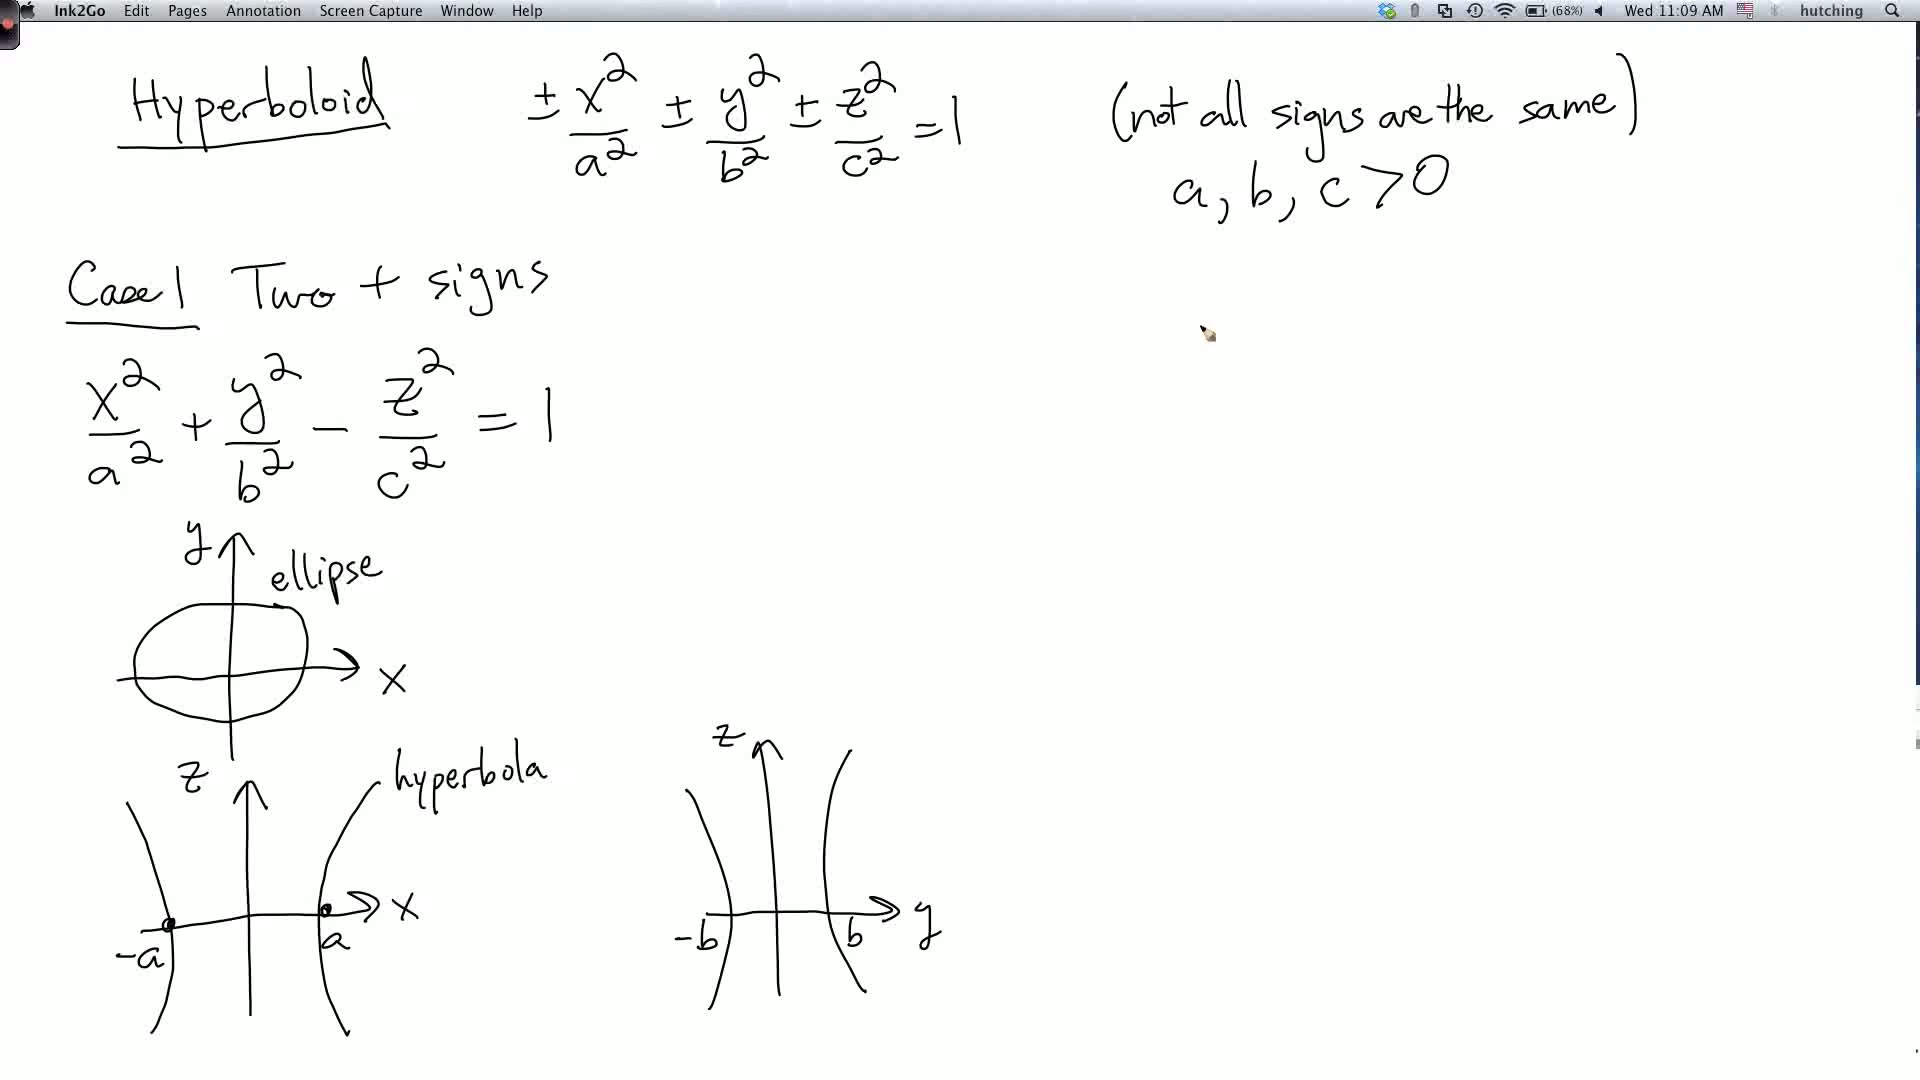 Ink2Go Edit Pages Annotation Screen Capture Window Help (68%) Wed 11:09 AM hutching
Hyperboloid ± x²/a² ± y²/b² ± z²/c² = 1 (not all signs are the same)
a, b, c > 0
Case 1 Two + signs
x²/a² + y²/b² - z²/c² = 1
y
ellipse
x
z
hyperbola
x
-a
a
z
-b
b
y